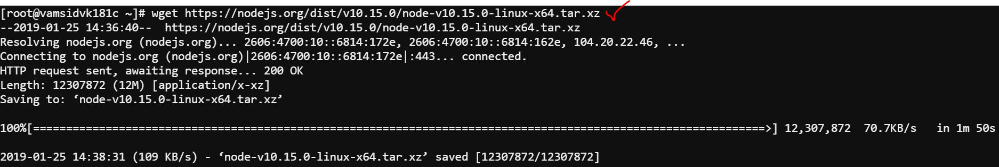 [root@vamsidvk181c ~]# wget https://nodejs.org/dist/v10.15.0/node-v10.15.0-linux-x64.tar.xz
--2019-01-25 14:36:40--  https://nodejs.org/dist/v10.15.0/node-v10.15.0-linux-x64.tar.xz
Resolving nodejs.org (nodejs.org)... 2606:4700:10::6814:172e, 2606:4700:10::6814:162e, 104.20.22.46, ...
Connecting to nodejs.org (nodejs.org)|2606:4700:10::6814:172e|:443... connected.
HTTP request sent, awaiting response... 200 OK
Length: 12307872 (12M) [application/x-xz]
Saving to: ‘node-v10.15.0-linux-x64.tar.xz’
100%[===============================================================================================================>] 12,307,872  70.7KB/s   in 1m 50s
2019-01-25 14:38:31 (109 KB/s) - ‘node-v10.15.0-linux-x64.tar.xz’ saved [12307872/12307872]